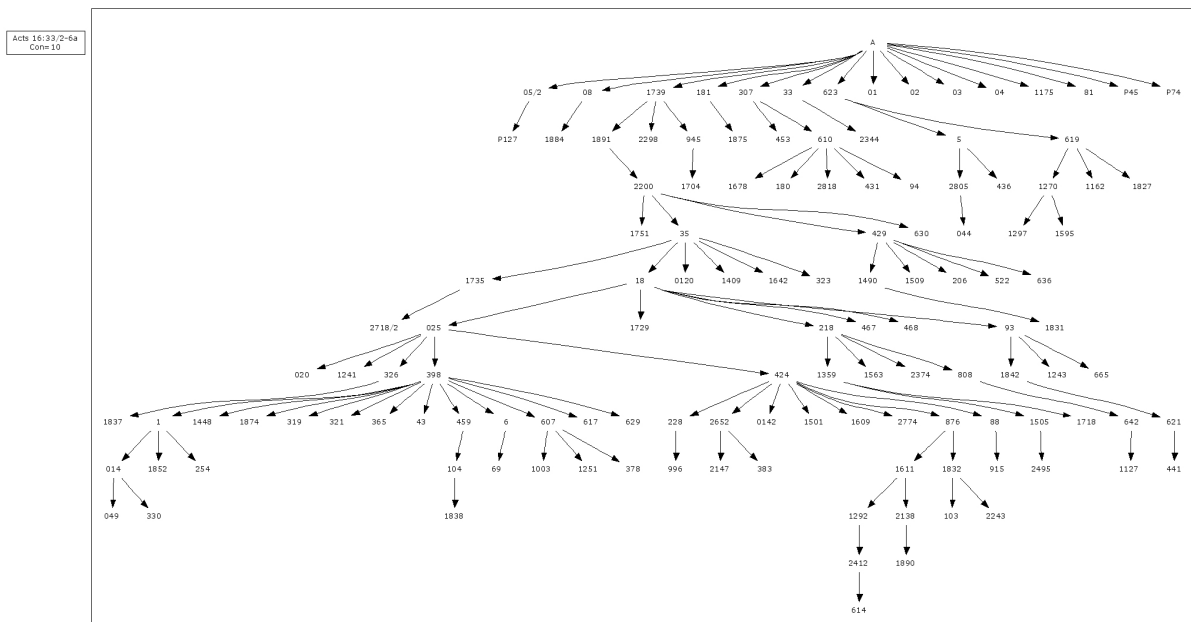 Acts 16:33/2-6a
Con=10
A
05/2 08 1739 181 307 33 623 01 02 03 04 1175 81 P45 P74
P127 1884 1891 2298 945 1875 453 610 2344 5 619
2200 1704 1678 180 2818 431 94 2805 436 1270 1162 1827
1751 35 429 630 044 1297 1595
1735 18 0120 1409 1642 323 1490 1509 206 522 636
2718/2 025 1729 218 467 468 93 1831
020 1241 326 398 424 1359 1563 2374 808 1842 1243 665
1837 1 1448 1874 319 321 365 43 459 6 607 617 629 228 2652 0142 1501 1609 2774 876 88 1505 1718 642 621
014 1852 254 104 69 1003 1251 378 996 2147 383 1611 1832 915 2495 1127 441
049 330 1838 1292 2138 103 2243
2412 1890
614